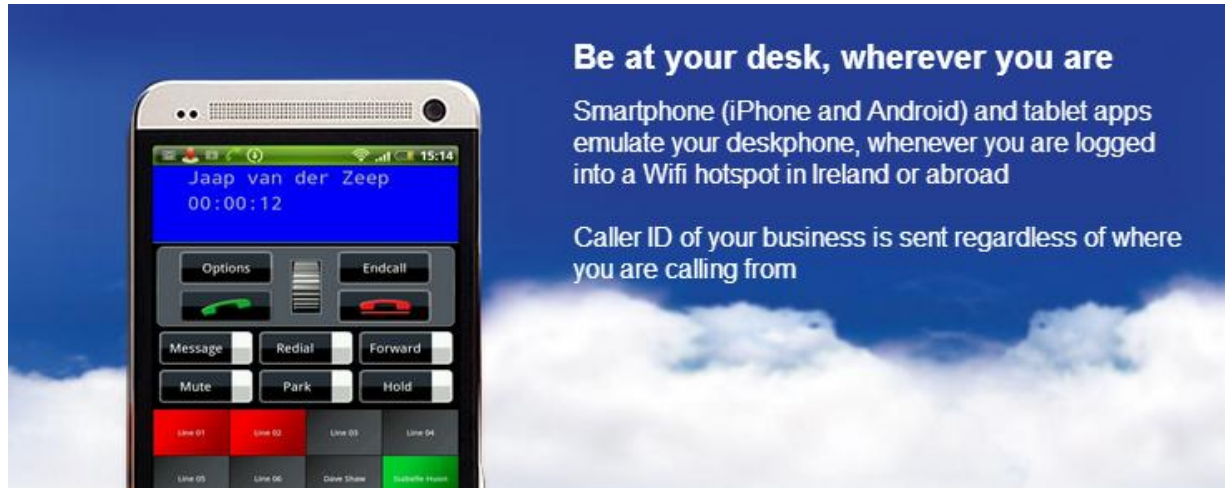 Be at your desk, wherever you are
Smartphone (iPhone and Android) and tablet apps
emulate your deskphone, whenever you are logged
into a Wifi hotspot in Ireland or abroad
Caller ID of your business is sent regardless of where
you are calling from
15:14
Jaap van der Zeep
00:00:12
Options Endcall
Message Redial Forward
Mute Park Hold
Line 01 Line 02 Line 03 Line 04
Line 05 Line 06 Dave Shaw Isabelle Huon